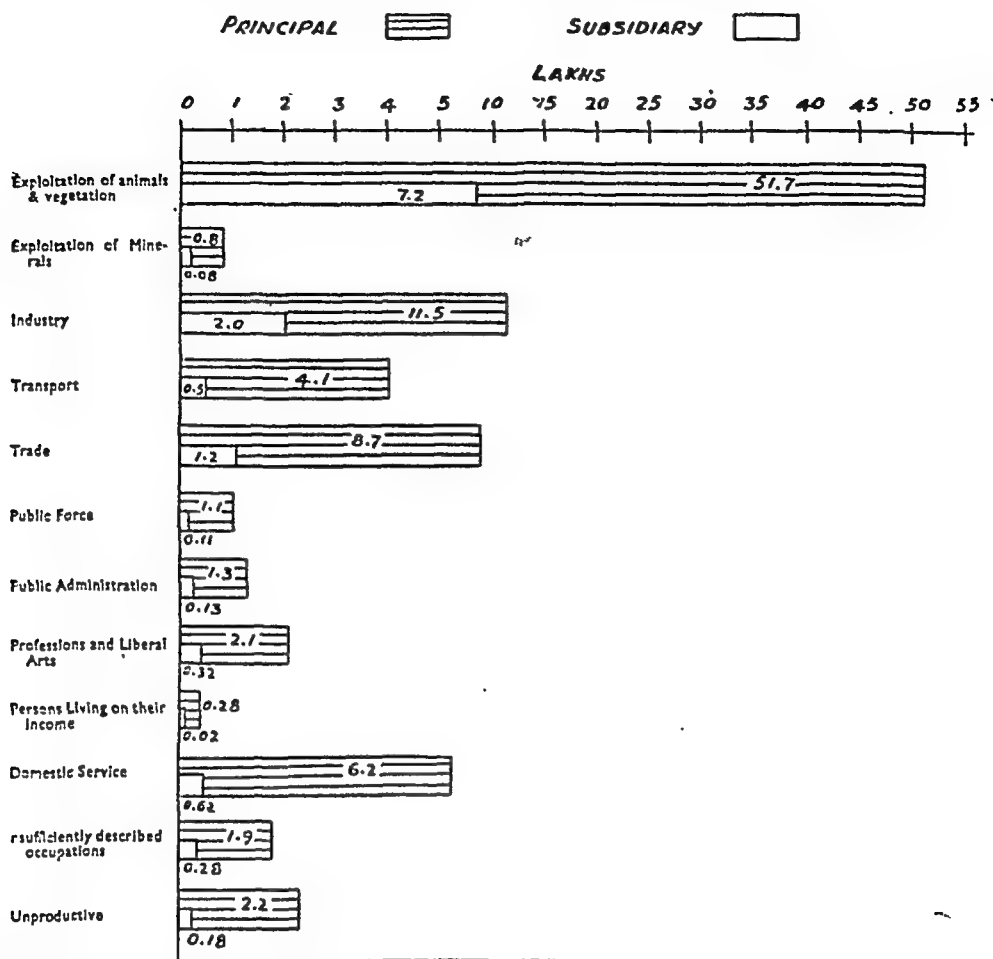 PRINCIPAL SUBSIDIARY
LAKHS
0 1 2 3 4 5 10 15 20 25 30 35 40 45 50 55
Exploitation of animals
& vegetation
51.7
7.2
Exploitation of Mine-
rals
0.8
0.08
Industry
11.5
2.0
Transport
4.1
0.5
Trade
8.7
1.2
Public Force
1.1
0.11
Public Administration
1.3
0.13
Professions and Liberal
Arts
2.1
0.32
Persons Living on their
Income
0.28
0.02
Domestic Service
6.2
0.62
nsufficiently described
occupations
1.9
0.28
Unproductive
2.2
0.18